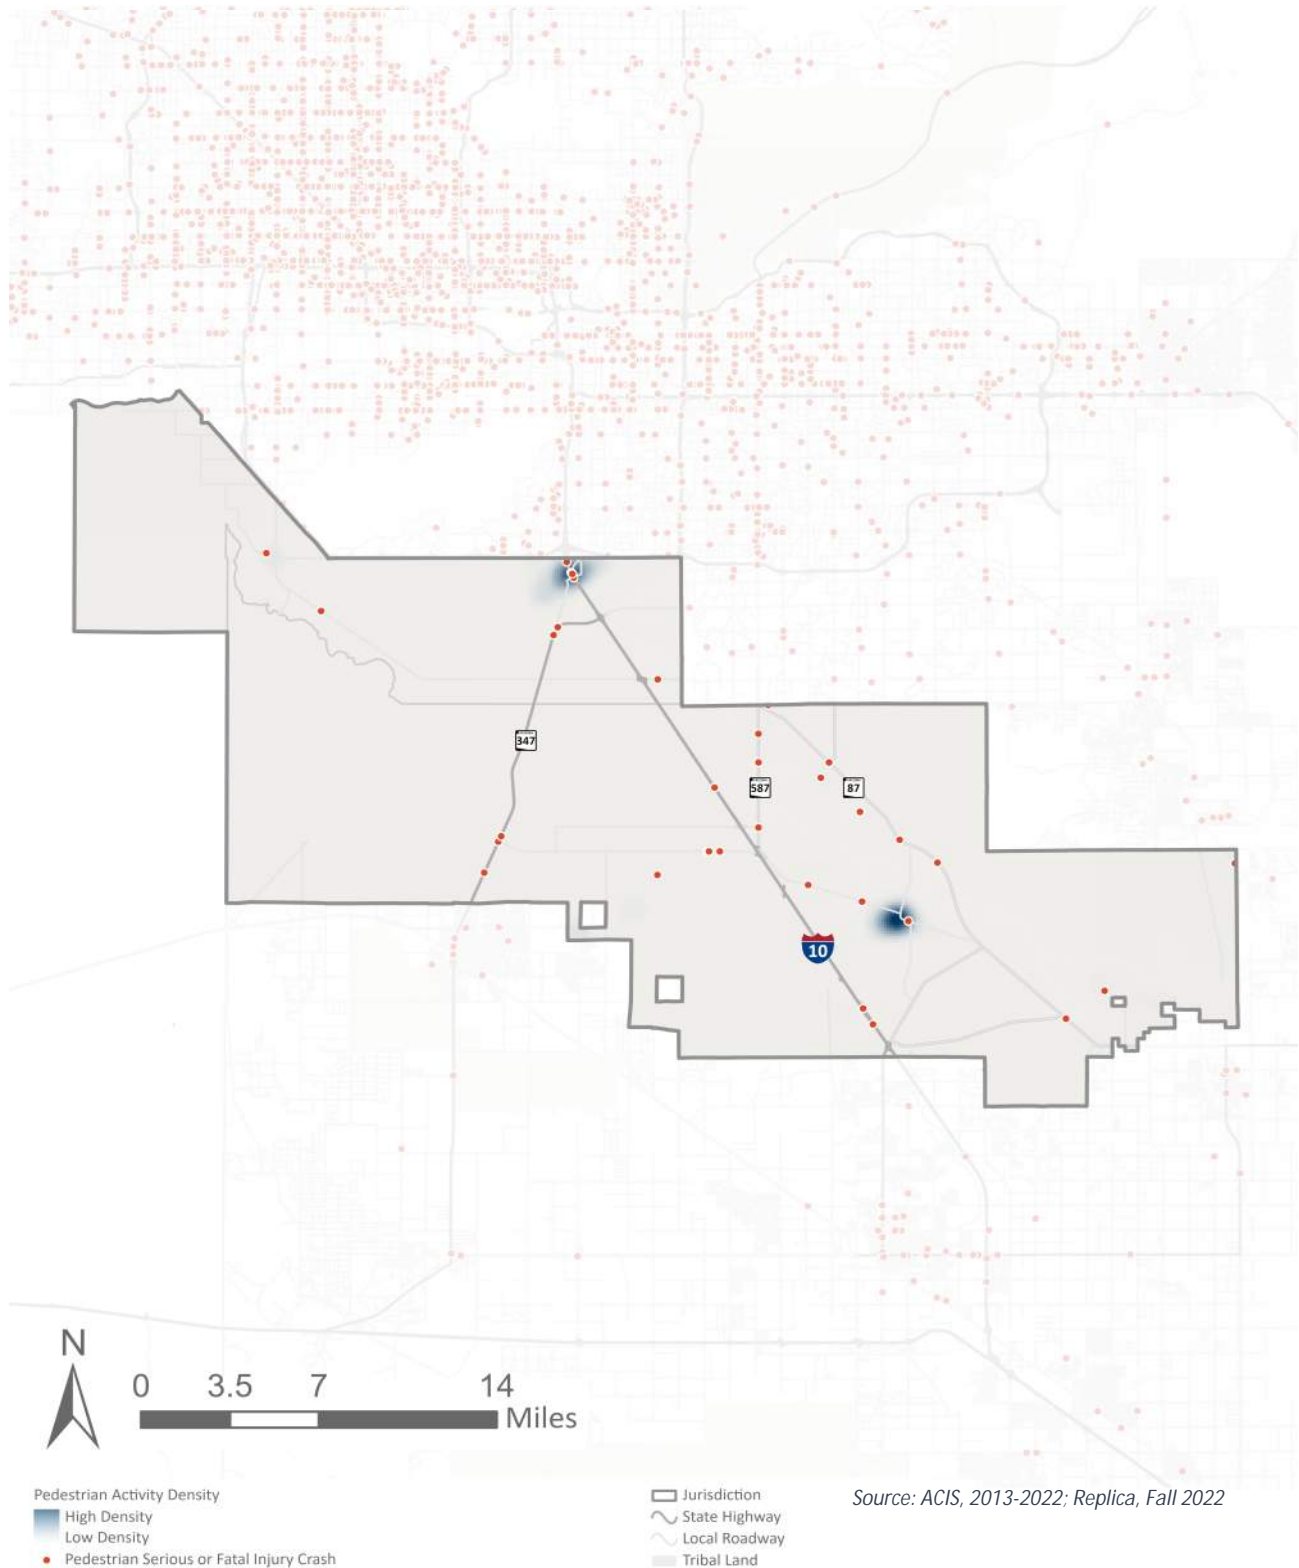 347
587
87
10
N
0 3.5 7 14
Miles
Pedestrian Activity Density
High Density
Low Density
Pedestrian Serious or Fatal Injury Crash
Jurisdiction
State Highway
Local Roadway
Tribal Land
Source: ACIS, 2013-2022; Replica, Fall 2022